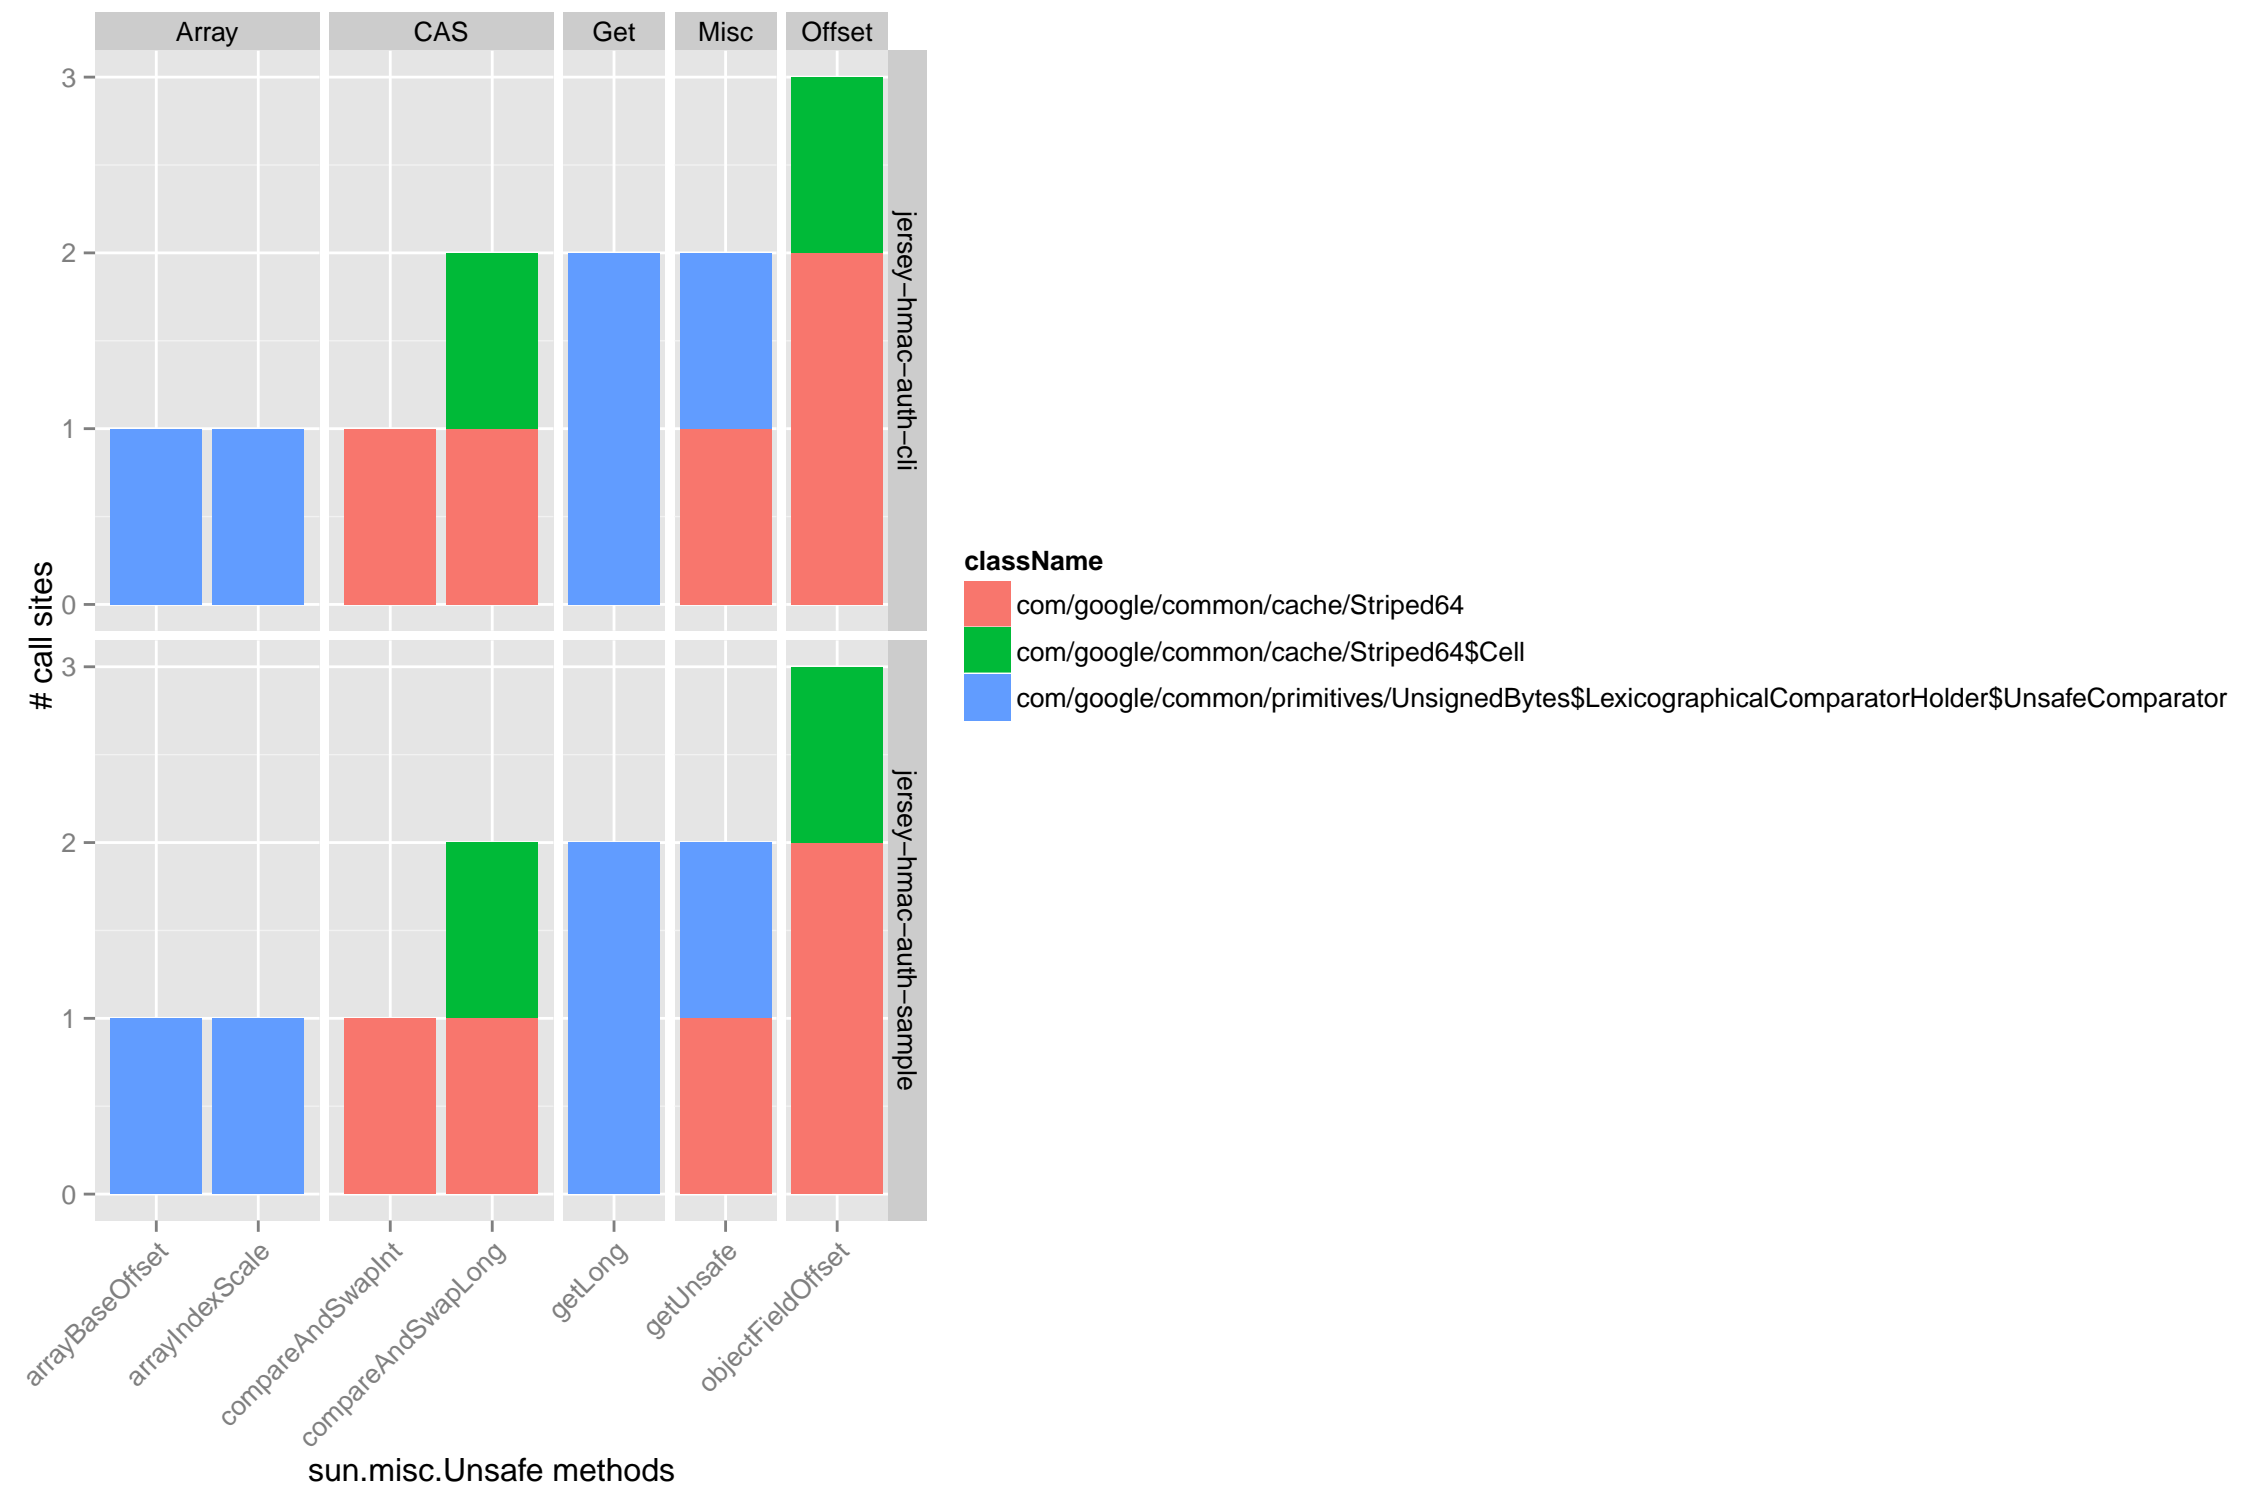 Array CAS Get Misc Offset
3
2
1
0
jersey−hmac−auth−cli
3
2
1
0
jersey−hmac−auth−sample
# call sites
arrayBaseOffset
arrayIndexScale
compareAndSwapInt
compareAndSwapLong
getLong
getUnsafe
objectFieldOffset
sun.misc.Unsafe methods
className
com/google/common/cache/Striped64
com/google/common/cache/Striped64$Cell
com/google/common/primitives/UnsignedBytes$LexicographicalComparatorHolder$UnsafeComparator